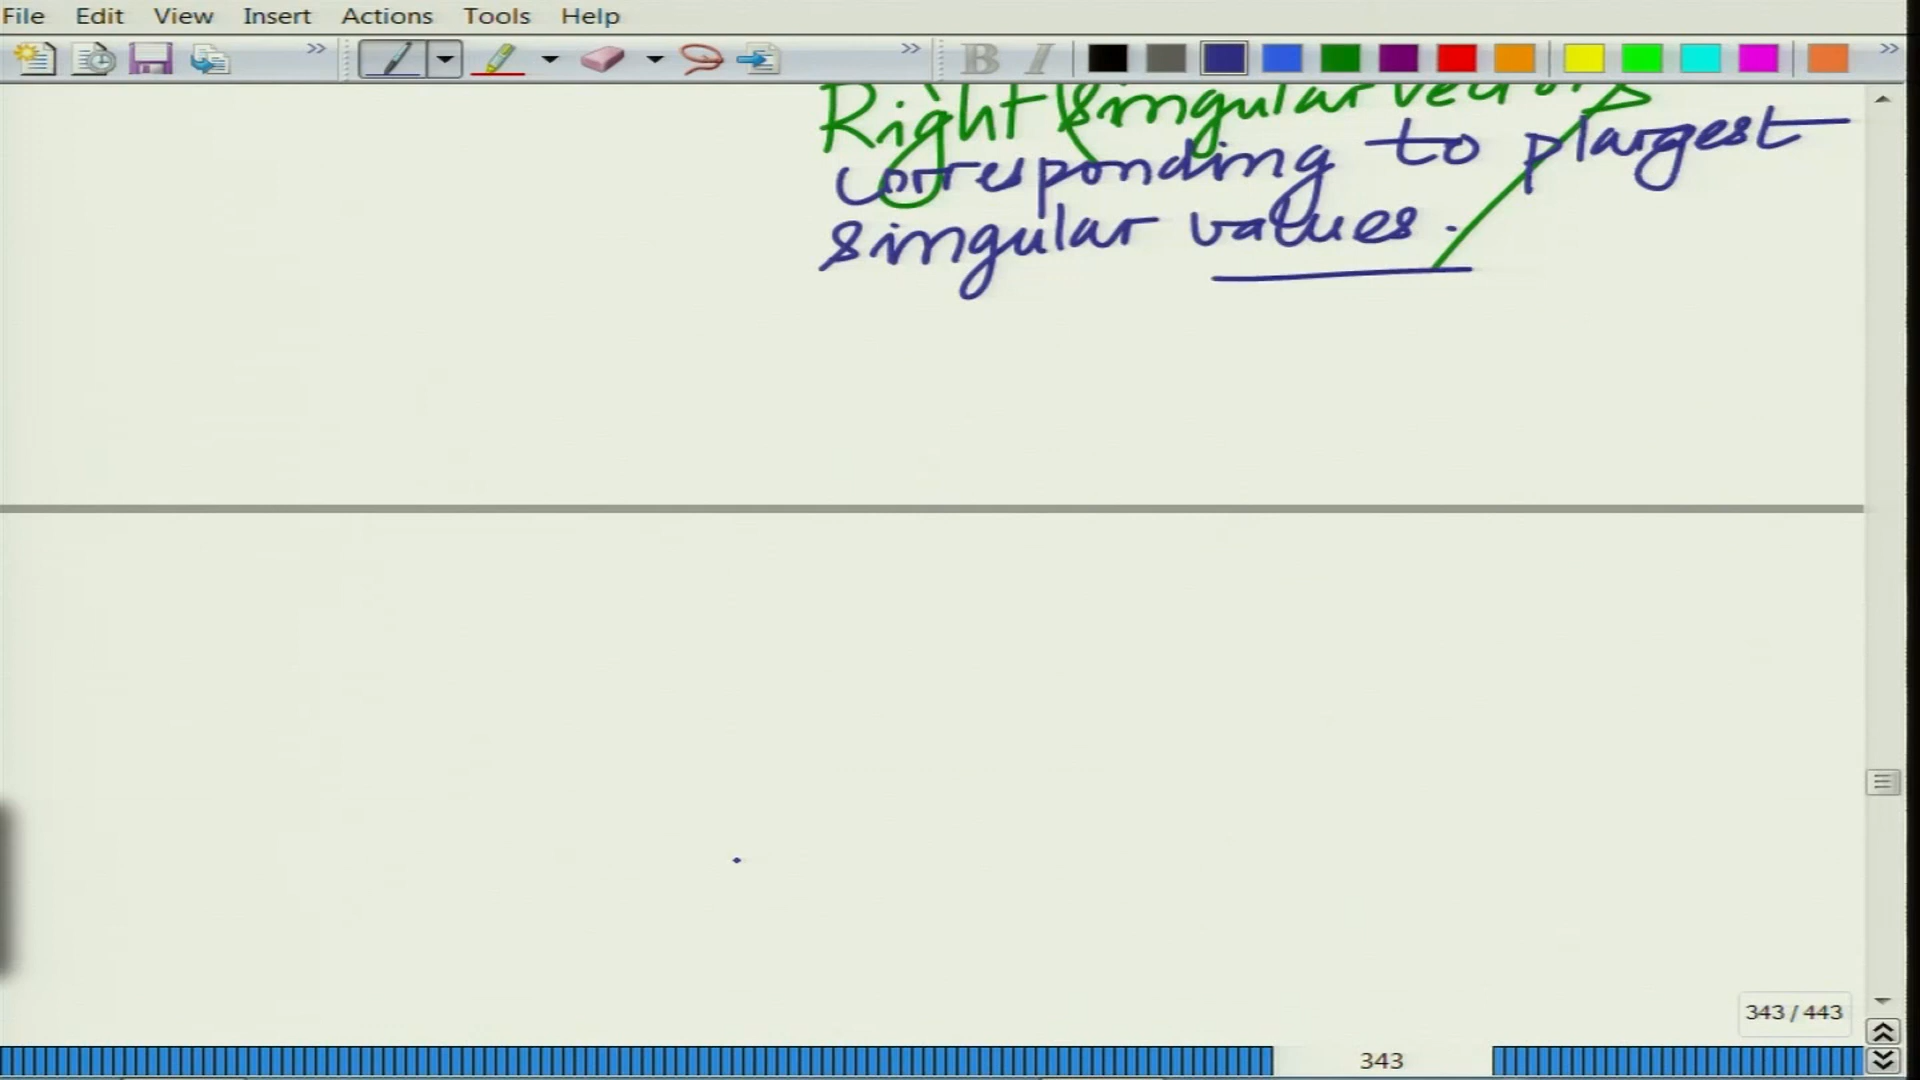 File Edit View Insert Actions Tools Help
B I
Right singular vectors
corresponding to p largest
singular values.
343 / 443
343